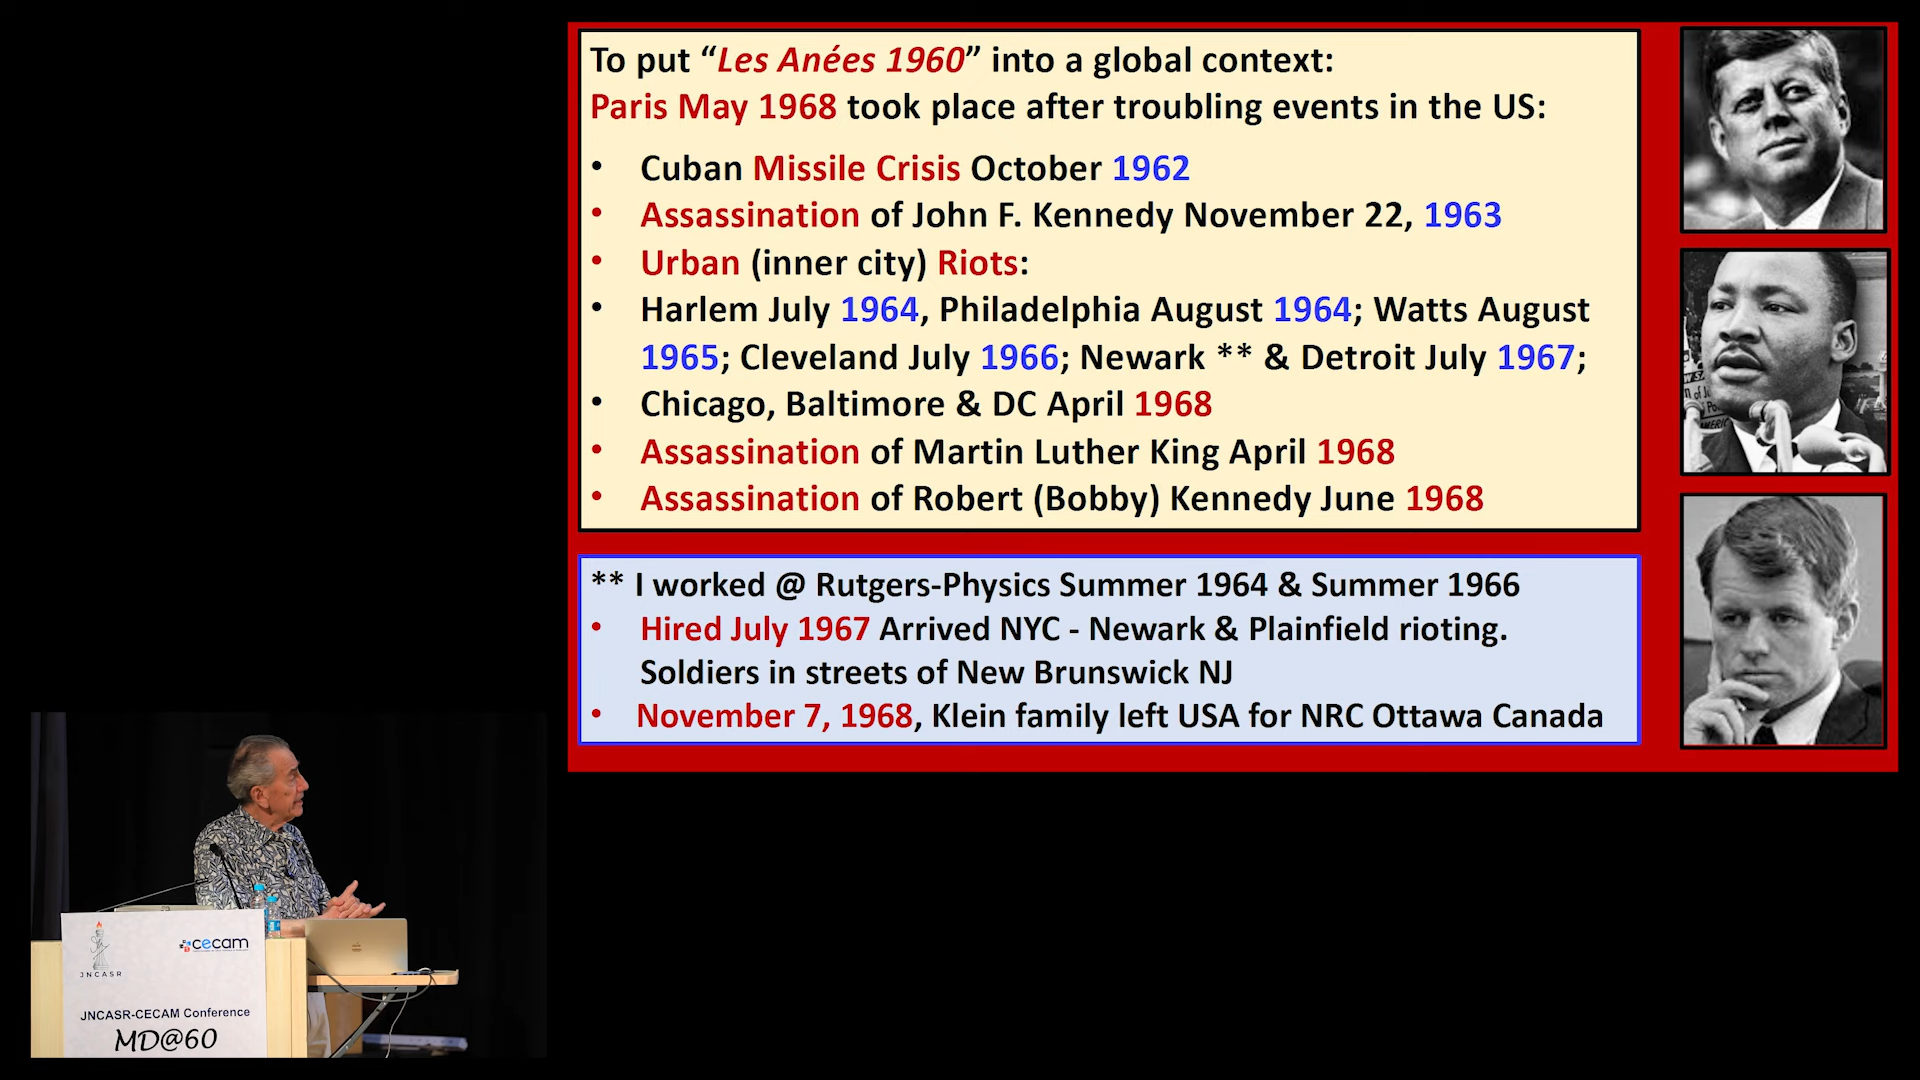 To put “Les Anées 1960” into a global context:
Paris May 1968 took place after troubling events in the US:
• Cuban Missile Crisis October 1962
• Assassination of John F. Kennedy November 22, 1963
• Urban (inner city) Riots:
• Harlem July 1964, Philadelphia August 1964; Watts August
1965; Cleveland July 1966; Newark ** & Detroit July 1967;
• Chicago, Baltimore & DC April 1968
• Assassination of Martin Luther King April 1968
• Assassination of Robert (Bobby) Kennedy June 1968
** I worked @ Rutgers-Physics Summer 1964 & Summer 1966
• Hired July 1967 Arrived NYC - Newark & Plainfield rioting.
Soldiers in streets of New Brunswick NJ
• November 7, 1968, Klein family left USA for NRC Ottawa Canada
JNCASR
cecam
JNCASR-CECAM Conference
MD@60